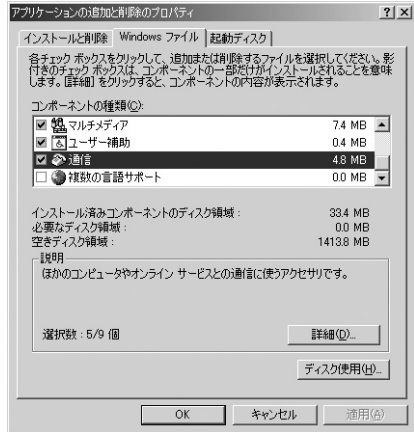 アプリケーションの追加と削除のプロパティ
インストールと削除 Windows ファイル 起動ディスク
各チェック ボックスをクリックして、追加または削除するファイルを選択してください。影
付きのチェック ボックスは、コンポーネントの一部だけがインストールされることを意味
します。[詳細] をクリックすると、コンポーネントの内容が表示されます。
コンポーネントの種類(C):
マルチメディア 7.4 MB
ユーザー補助 0.4 MB
通信 4.8 MB
複数の言語サポート 0.0 MB
インストール済みコンポーネントのディスク領域: 33.4 MB
必要なディスク領域: 0.0 MB
空きディスク領域: 1413.8 MB
説明
ほかのコンピュータやオンライン サービスとの通信に使うアクセサリです。
選択数: 5/9 個
詳細(D)...
ディスク使用(H)...
OK キャンセル 適用(A)